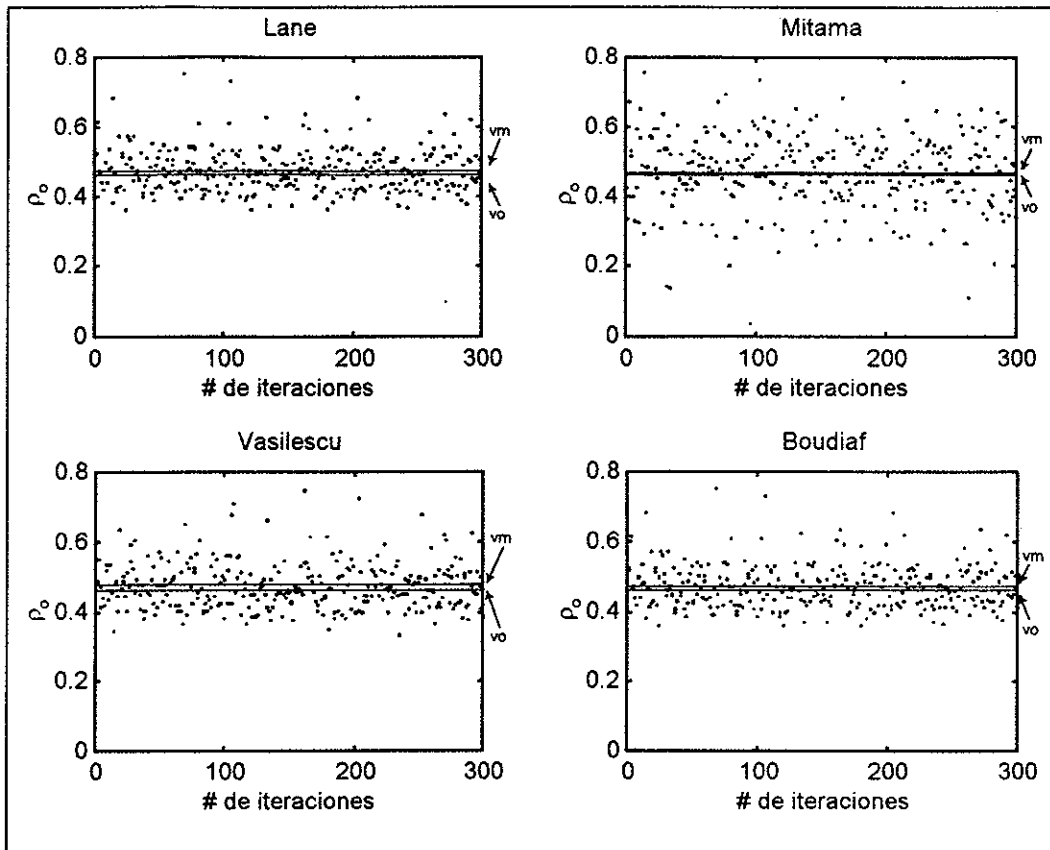 Lane
0.8
0.6
0.4
0.2
0
ρo
vm
vo
0 100 200 300
# de iteraciones
Mitama
0.8
0.6
0.4
0.2
0
ρo
vm
vo
0 100 200 300
# de iteraciones
Vasilescu
0.8
0.6
0.4
0.2
0
ρo
vm
vo
0 100 200 300
# de iteraciones
Boudiaf
0.8
0.6
0.4
0.2
0
ρo
vm
vo
0 100 200 300
# de iteraciones